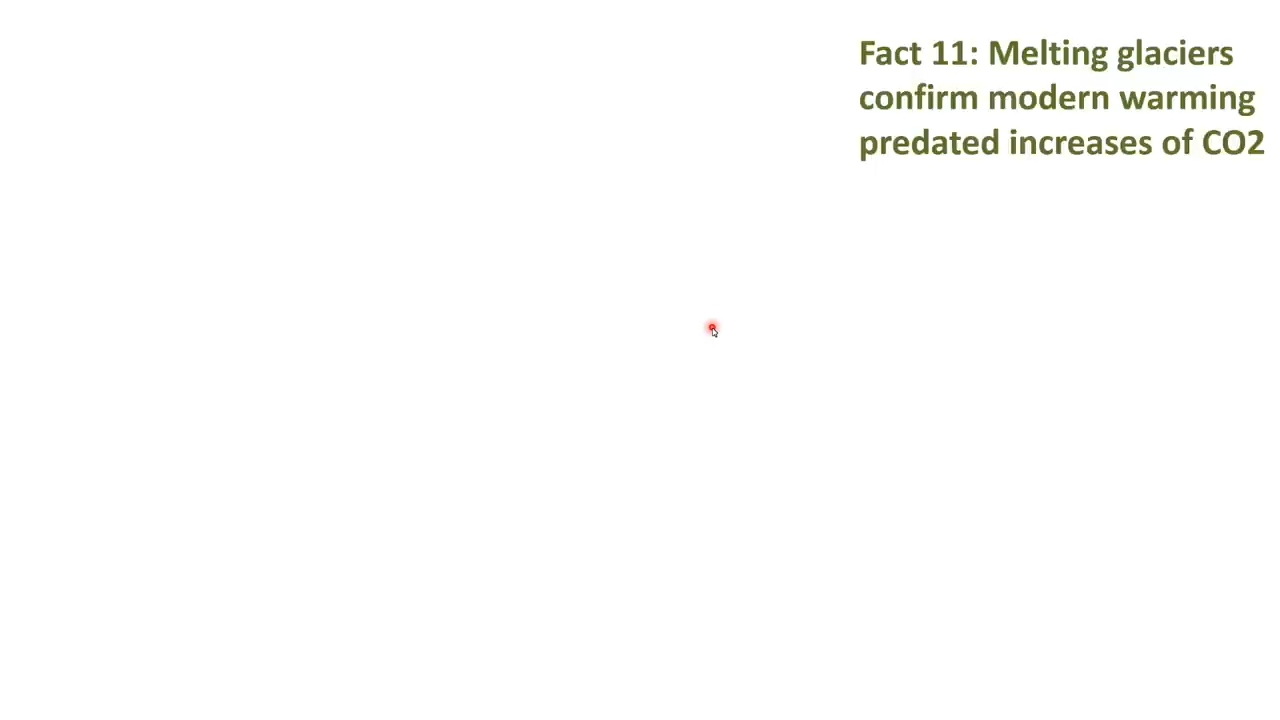 Fact 11: Melting glaciers
confirm modern warming
predated increases of CO2